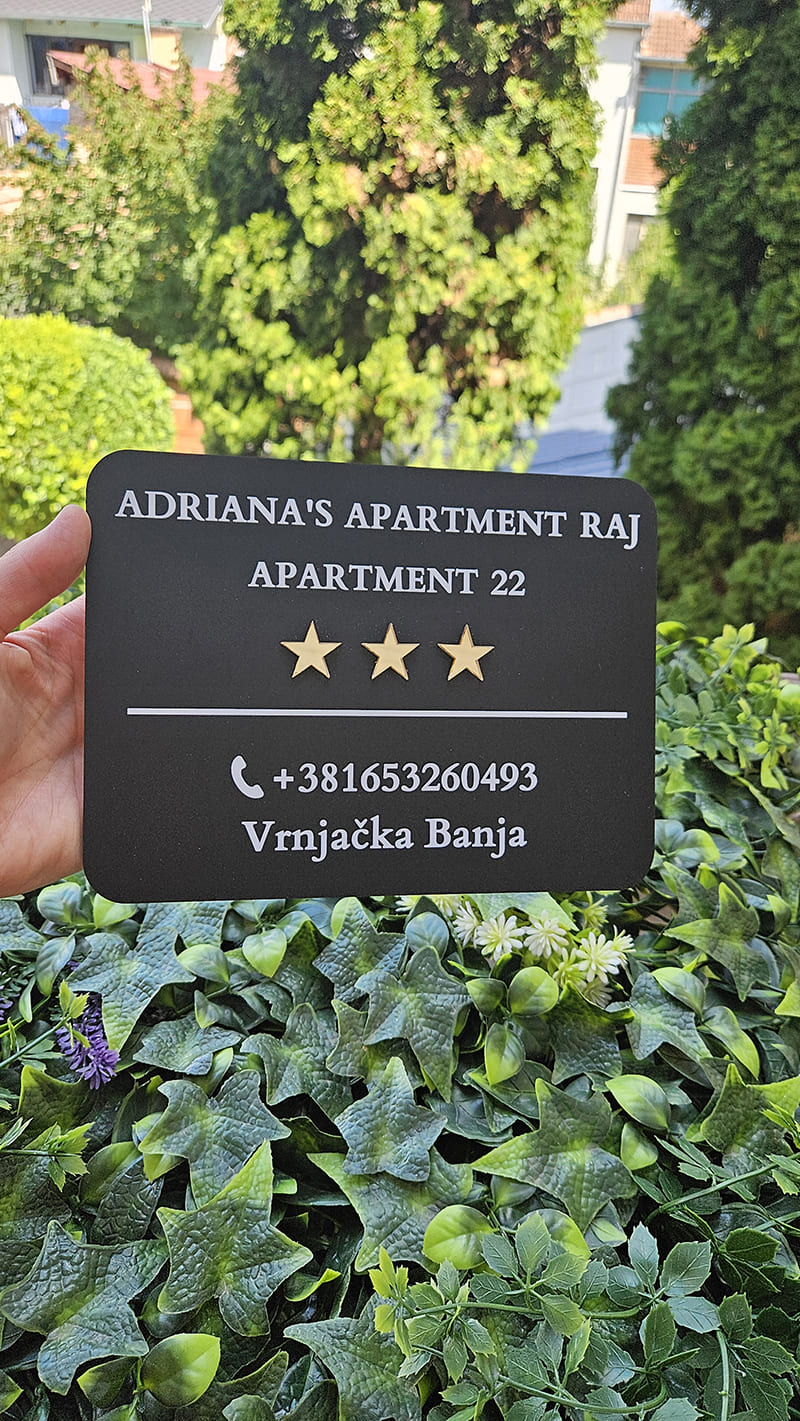 ADRIANA'S APARTMENT RAJ
APARTMENT 22
+381653260493
Vrnjačka Banja